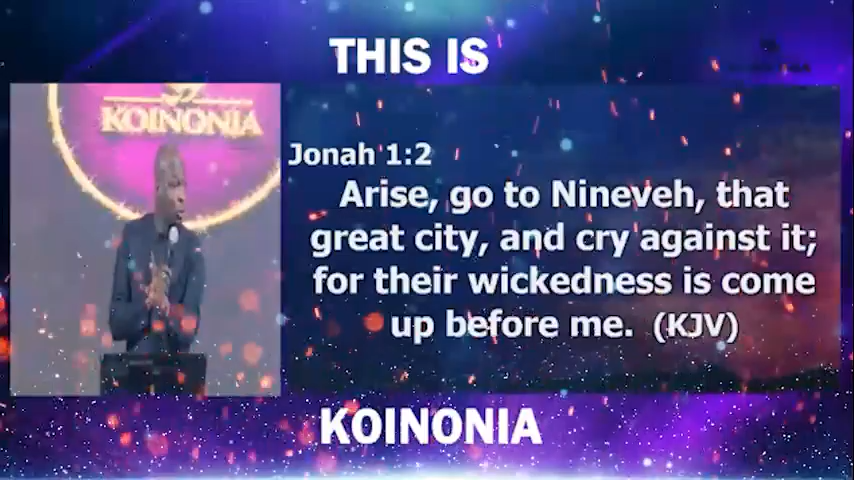 THIS IS
KOINONIA
Jonah 1:2
Arise, go to Nineveh, that
great city, and cry against it;
for their wickedness is come
up before me. (KJV)
KOINONIA